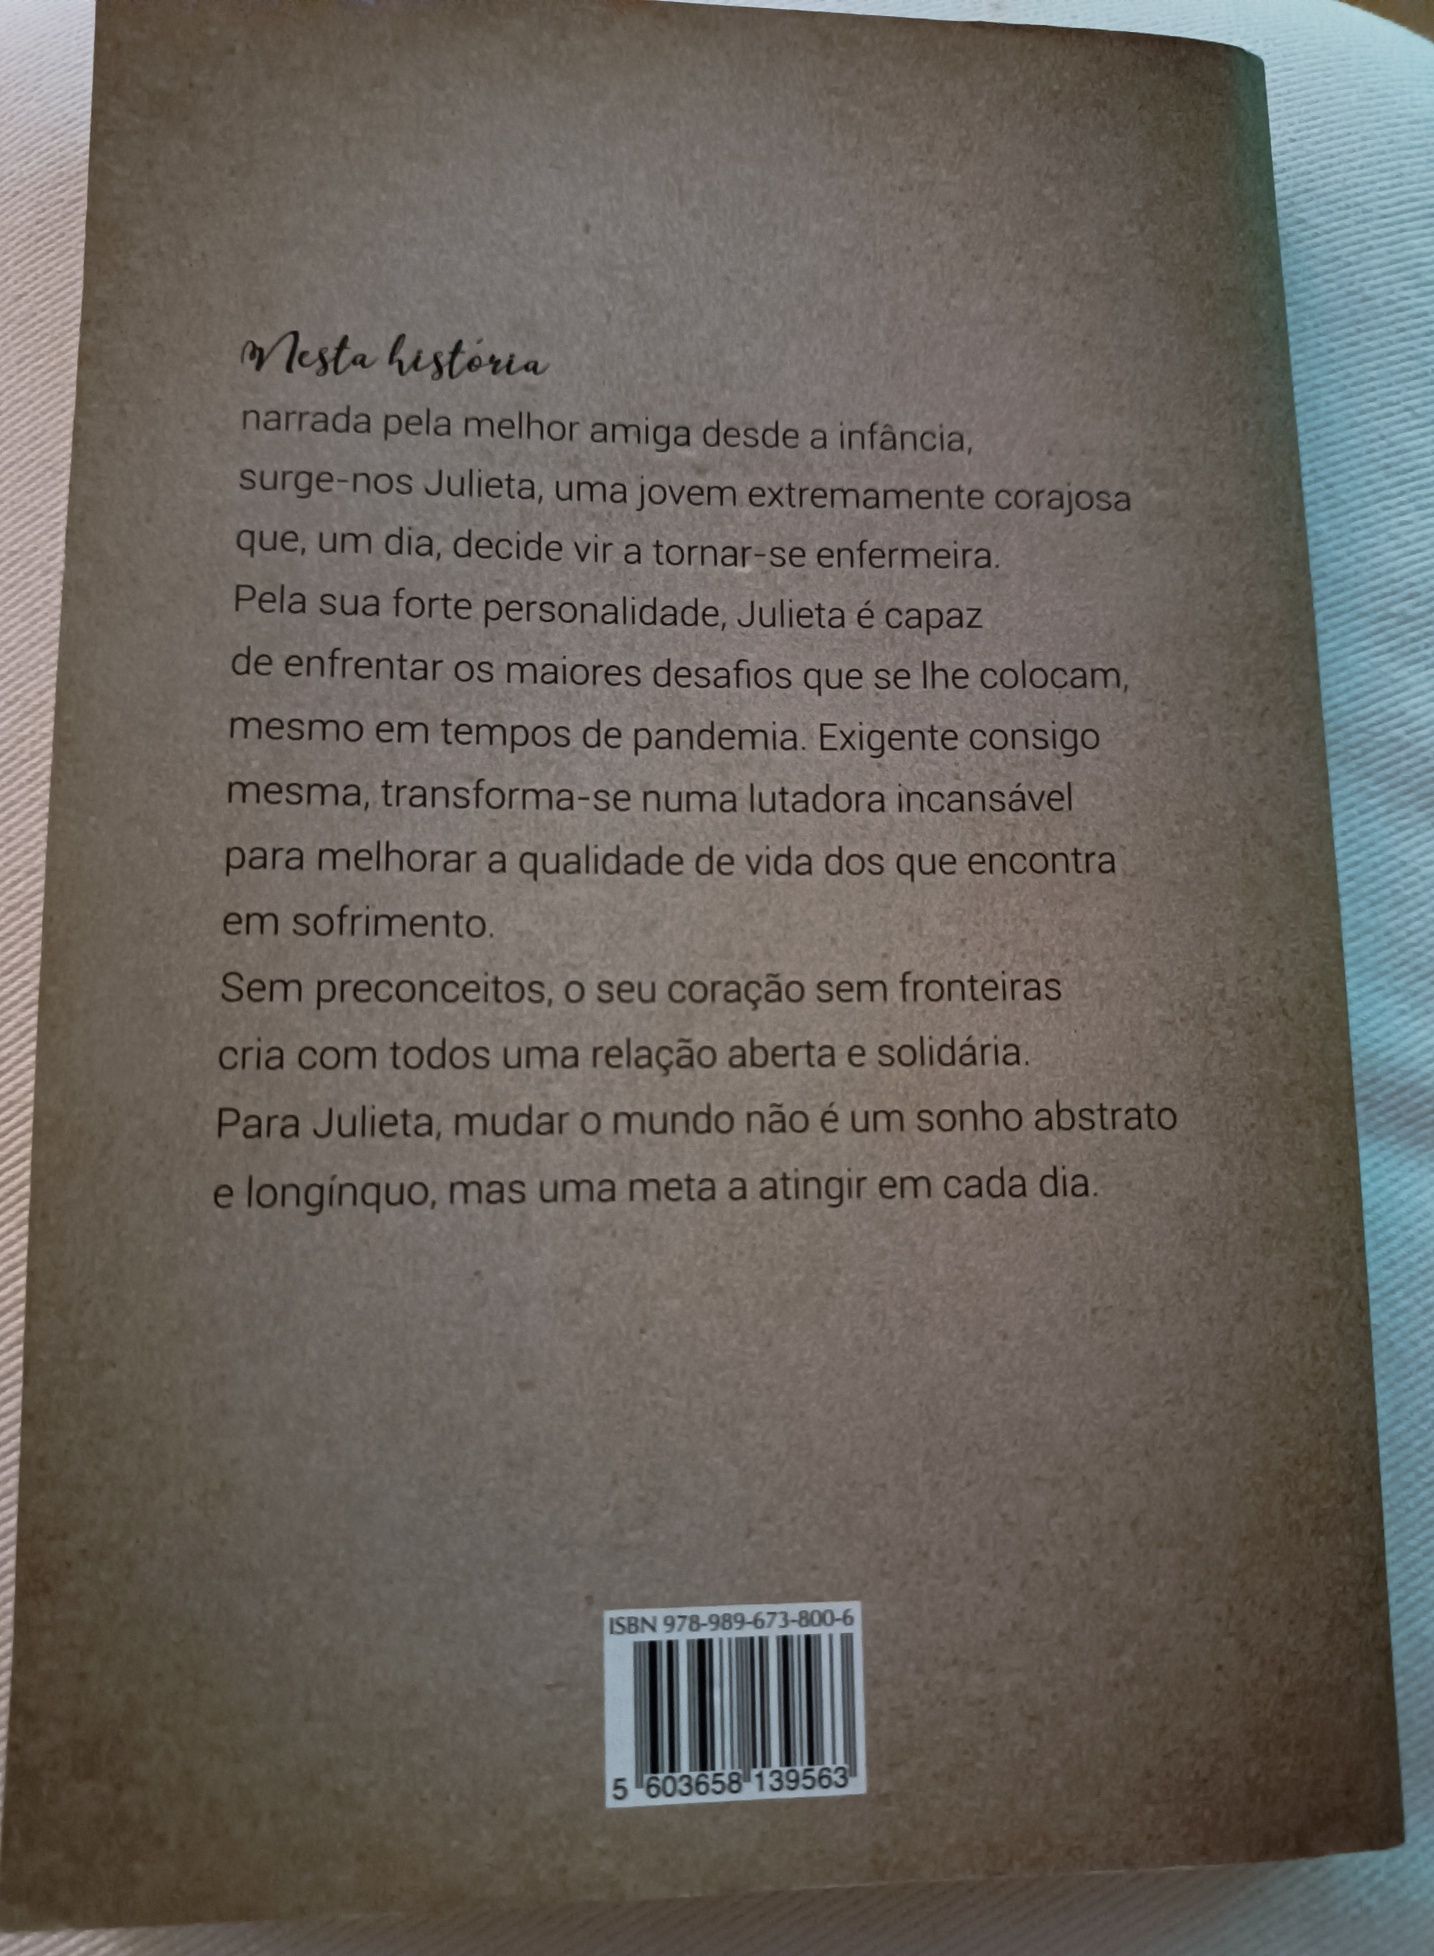 Nesta história
narrada pela melhor amiga desde a infância,
surge-nos Julieta, uma jovem extremamente corajosa
que, um dia, decide vir a tornar-se enfermeira.
Pela sua forte personalidade, Julieta é capaz
de enfrentar os maiores desafios que se lhe colocam,
mesmo em tempos de pandemia. Exigente consigo
mesma, transforma-se numa lutadora incansável
para melhorar a qualidade de vida dos que encontra
em sofrimento.
Sem preconceitos, o seu coração sem fronteiras
cria com todos uma relação aberta e solidária.
Para Julieta, mudar o mundo não é um sonho abstrato
e longínquo, mas uma meta a atingir em cada dia.
ISBN 978-989-673-800-6
5 603658 139563